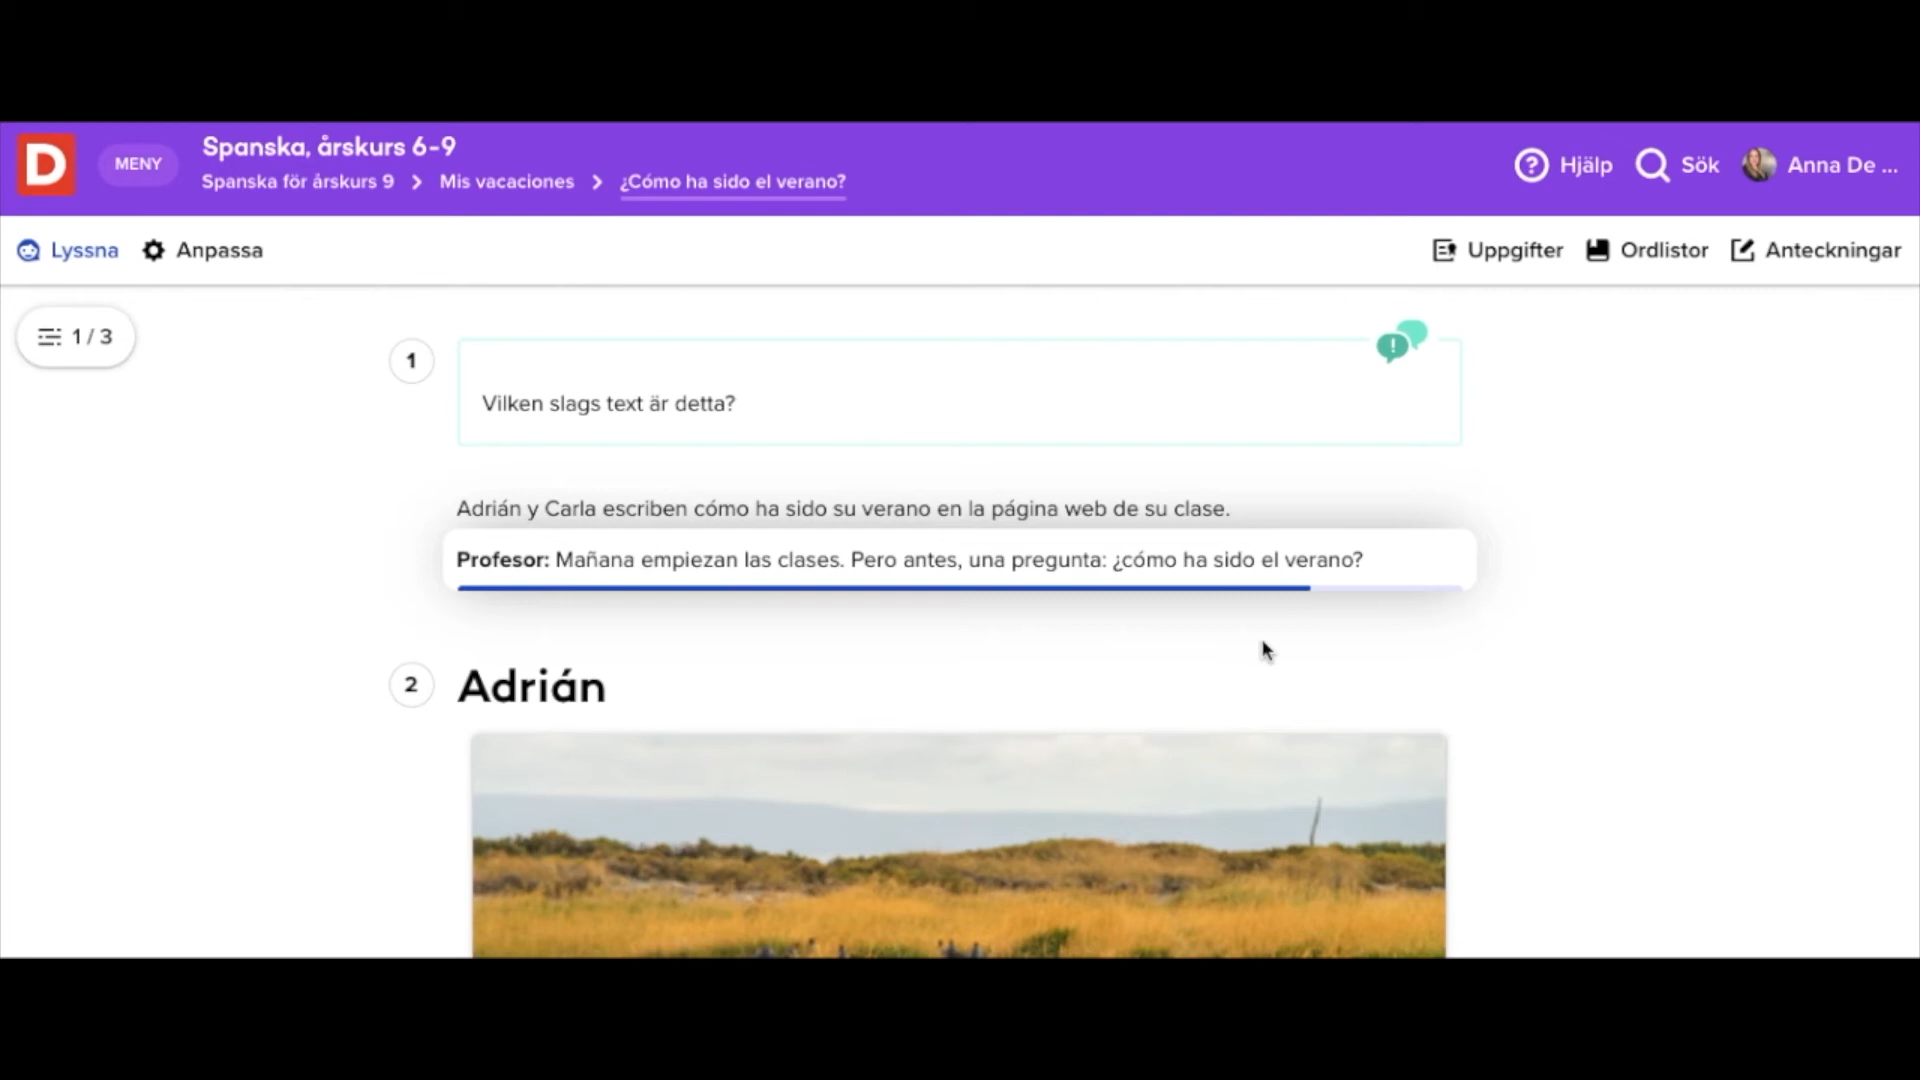 D
MENY
Spanska, årskurs 6-9
Spanska för årskurs 9 > Mis vacaciones > ¿Cómo ha sido el verano?
? Hjälp Sök Anna De ...
Lyssna Anpassa
Uppgifter Ordlistor Anteckningar
1 / 3
1
!
Vilken slags text är detta?
Adrián y Carla escriben cómo ha sido su verano en la página web de su clase.
Profesor: Mañana empiezan las clases. Pero antes, una pregunta: ¿cómo ha sido el verano?
2
Adrián